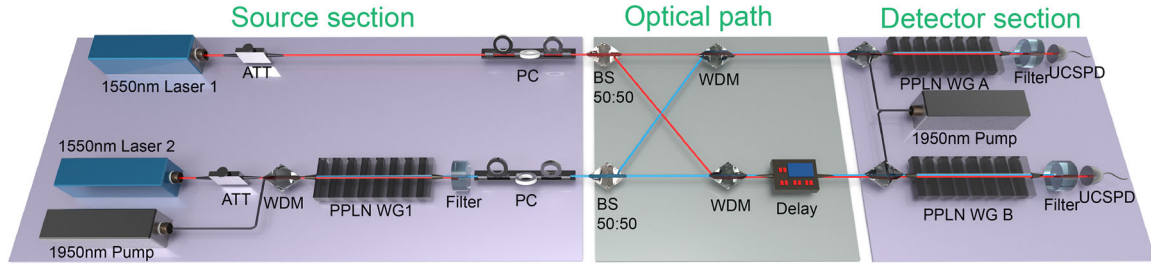 Source section
Optical path
Detector section
1550nm Laser 1
ATT
PC
BS
50:50
WDM
PPLN WG A
Filter
UCSPD
1950nm Pump
1550nm Laser 2
ATT
WDM
PPLN WG1
Filter
PC
BS
50:50
WDM
Delay
PPLN WG B
Filter
UCSPD
1950nm Pump